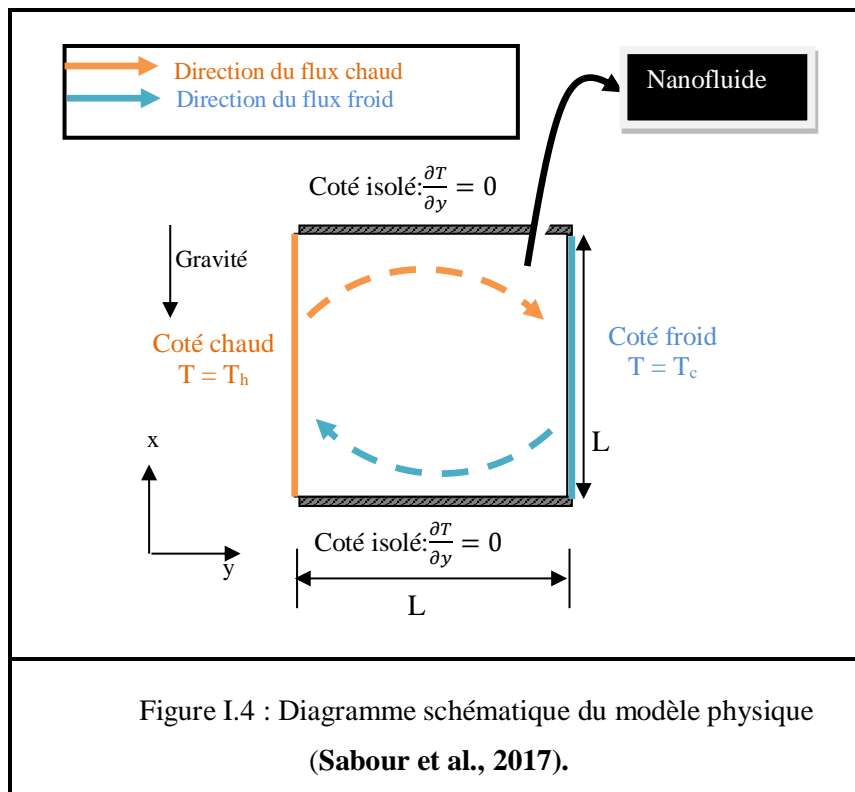 Direction du flux chaud
Direction du flux froid
Nanofluide
Coté isolé:∂T/∂y = 0
Gravité
Coté chaud
T = Th
Coté froid
T = Tc
x
L
y
Coté isolé:∂T/∂y = 0
L
Figure I.4 : Diagramme schématique du modèle physique
(Sabour et al., 2017).